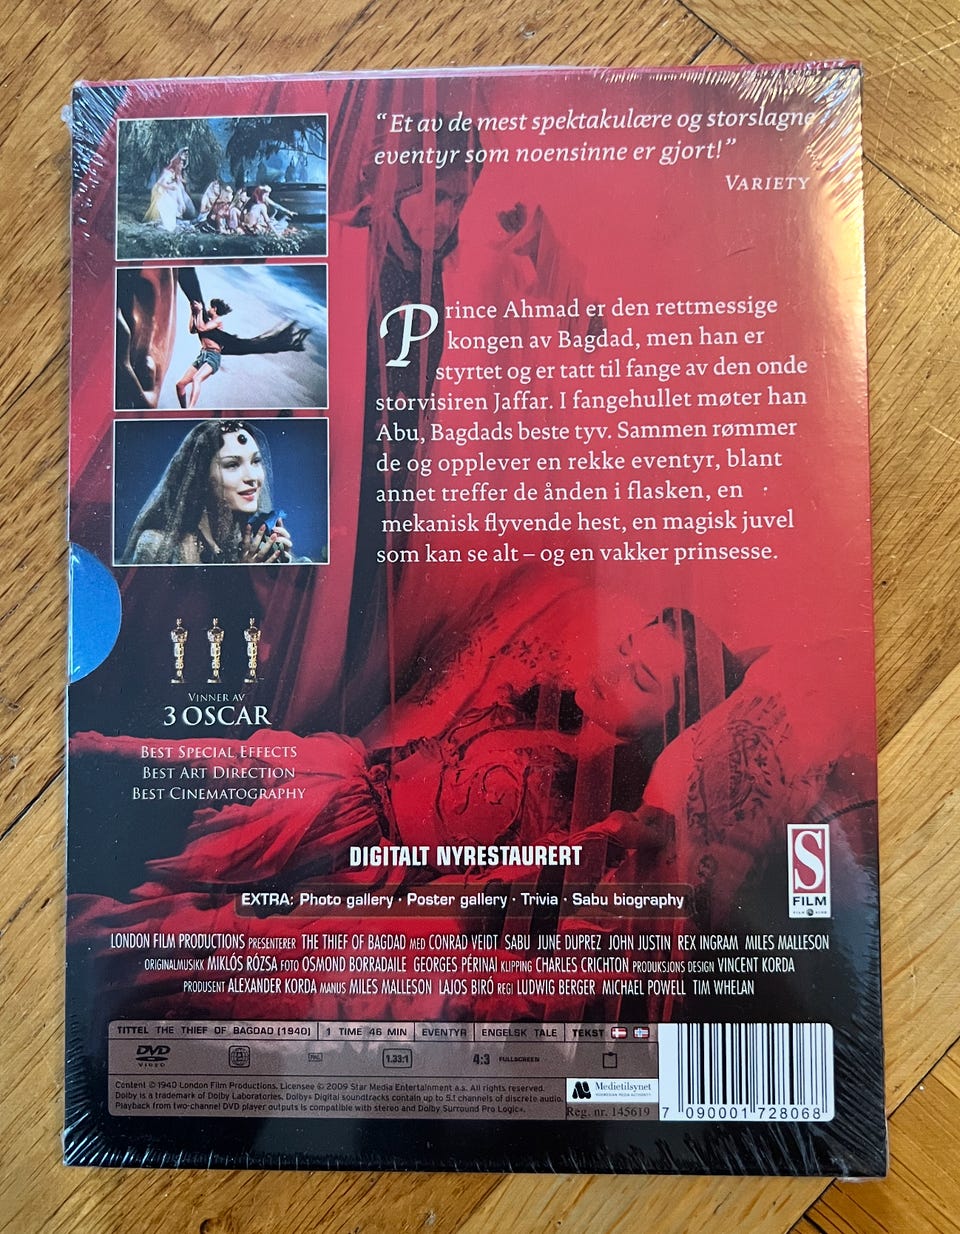 “Et av de mest spektakulære og storslagne
eventyr som noensinne er gjort!”
VARIETY
Prince Ahmad er den rettmessige
kongen av Bagdad, men han er
styrtet og er tatt til fange av den onde
storvisiren Jaffar. I fangehullet møter han
Abu, Bagdads beste tyv. Sammen rømmer
de og opplever en rekke eventyr, blant
annet treffer de ånden i flasken, en
mekanisk flyvende hest, en magisk juvel
som kan se alt – og en vakker prinsesse.
VINNER AV
3 OSCAR
BEST SPECIAL EFFECTS
BEST ART DIRECTION
BEST CINEMATOGRAPHY
DIGITALT NYRESTAURERT
EXTRA: Photo gallery · Poster gallery · Trivia · Sabu biography
S
FILM
LONDON FILM PRODUCTIONS PRESENTERER THE THIEF OF BAGDAD MED CONRAD VEIDT SABU JUNE DUPREZ JOHN JUSTIN REX INGRAM MILES MALLESON
ORIGINALMUSIKK MIKLÓS RÓZSA FOTO OSMOND BORRADAILE GEORGES PÉRINAI KLIPPING CHARLES CRICHTON PRODUKSJONS DESIGN VINCENT KORDA
PRODUSENT ALEXANDER KORDA MANUS MILES MALLESON LAJOS BIRÓ REGI LUDWIG BERGER MICHAEL POWELL TIM WHELAN
TITTEL THE THIEF OF BAGDAD (1940) 1 TIME 46 MIN EVENTYR ENGELSK TALE TEKST
DVD VIDEO PAL 1.33:1 4:3 FULLSCREEN
Content © 1940 London Film Productions. Licensee © 2009 Star Media Entertainment a.s. All rights reserved.
Dolby is a trademark of Dolby Laboratories. Dolby® Digital soundtracks contain up to 5.1 channels of discrete audio.
Playback from two-channel DVD player outputs is compatible with stereo and Dolby Surround Pro Logic®.
Medietilsynet
NORWEGIAN MEDIA AUTHORITY
Reg. nr. 145619
7 090001 728068